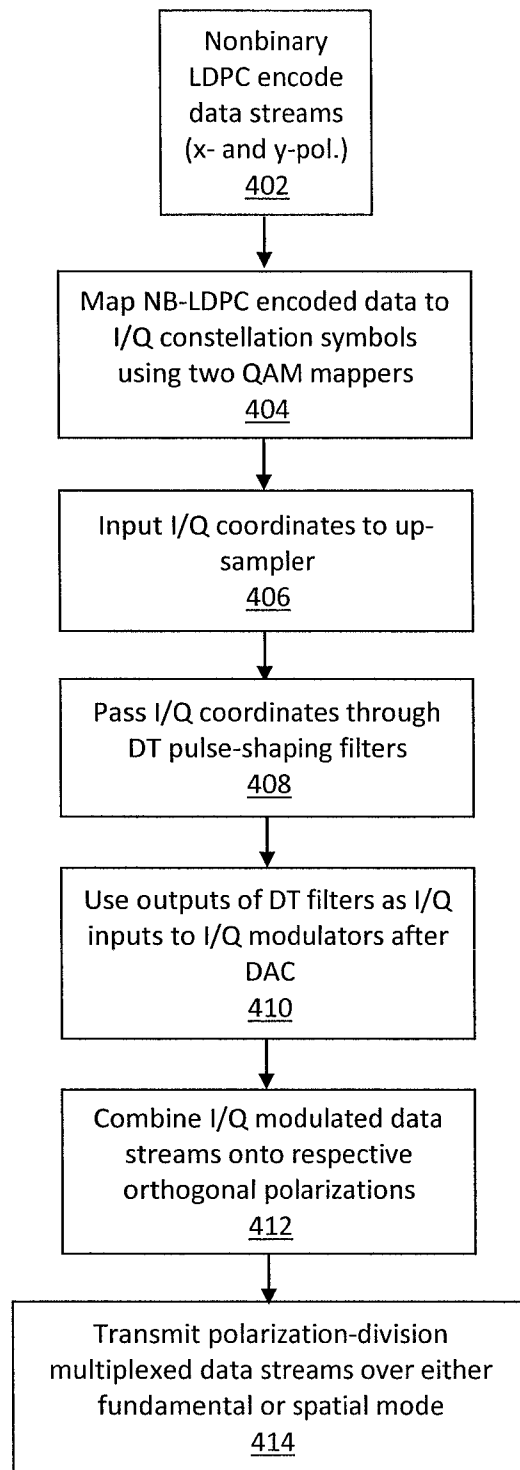 Nonbinary
LDPC encode
data streams
(x- and y-pol.)
402
Map NB-LDPC encoded data to
I/Q constellation symbols
using two QAM mappers
404
Input I/Q coordinates to up-
sampler
406
Pass I/Q coordinates through
DT pulse-shaping filters
408
Use outputs of DT filters as I/Q
inputs to I/Q modulators after
DAC
410
Combine I/Q modulated data
streams onto respective
orthogonal polarizations
412
Transmit polarization-division
multiplexed data streams over either
fundamental or spatial mode
414